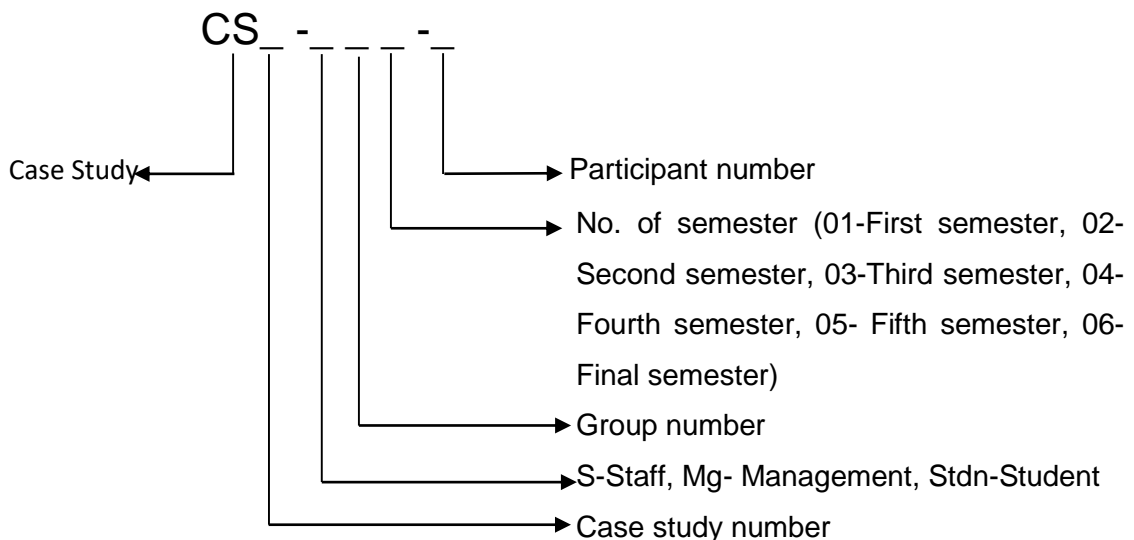 CS_ -_ _ _ -_
Case Study
Participant number
No. of semester (01-First semester, 02-
Second semester, 03-Third semester, 04-
Fourth semester, 05- Fifth semester, 06-
Final semester)
Group number
S-Staff, Mg- Management, Stdn-Student
Case study number